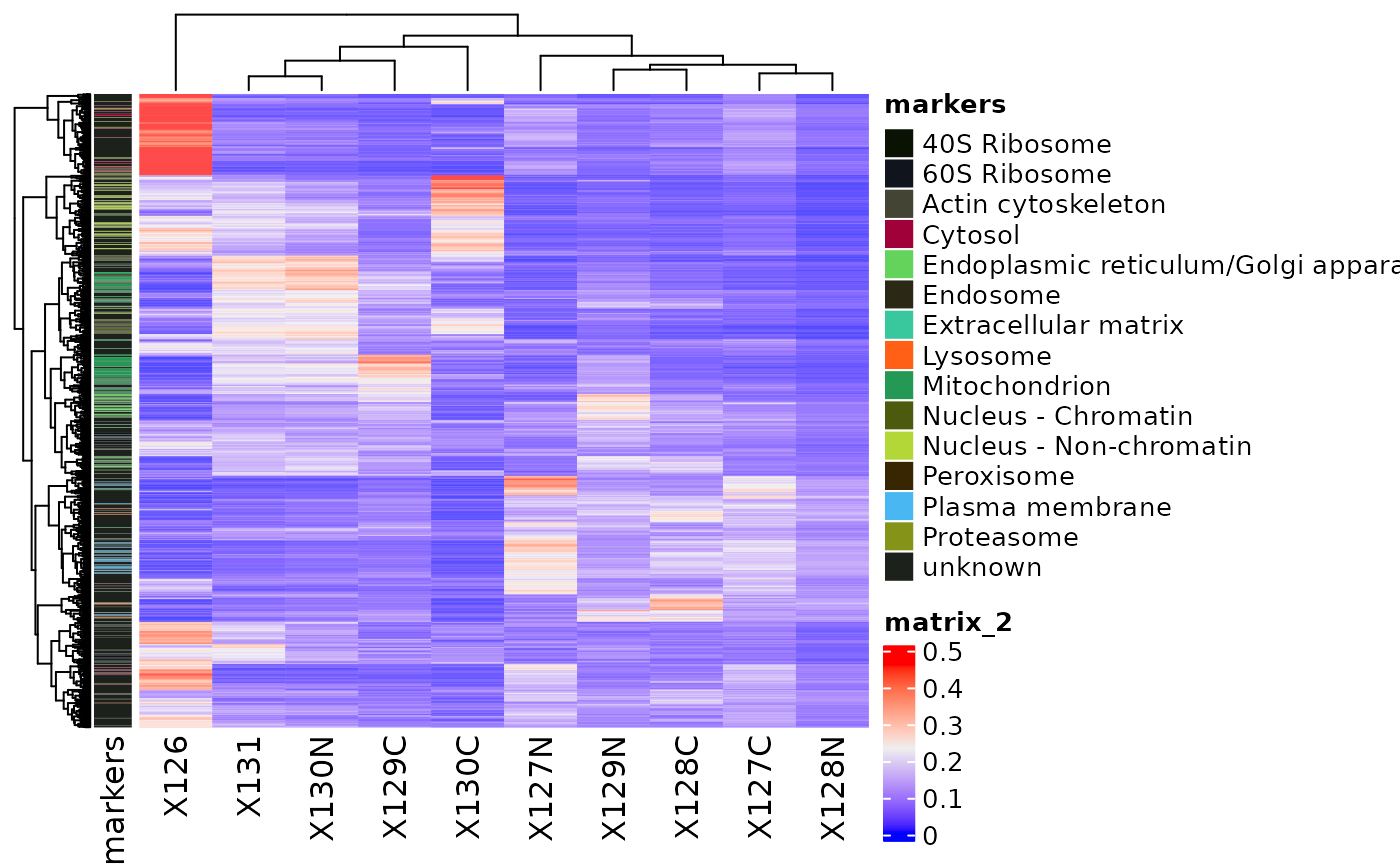 markers
40S Ribosome
60S Ribosome
Actin cytoskeleton
Cytosol
Endoplasmic reticulum/Golgi appara
Endosome
Extracellular matrix
Lysosome
Mitochondrion
Nucleus - Chromatin
Nucleus - Non-chromatin
Peroxisome
Plasma membrane
Proteasome
unknown
matrix_2
0.5
0.4
0.3
0.2
0.1
0
markers
X126
X131
X130N
X129C
X130C
X127N
X129N
X128C
X127C
X128N